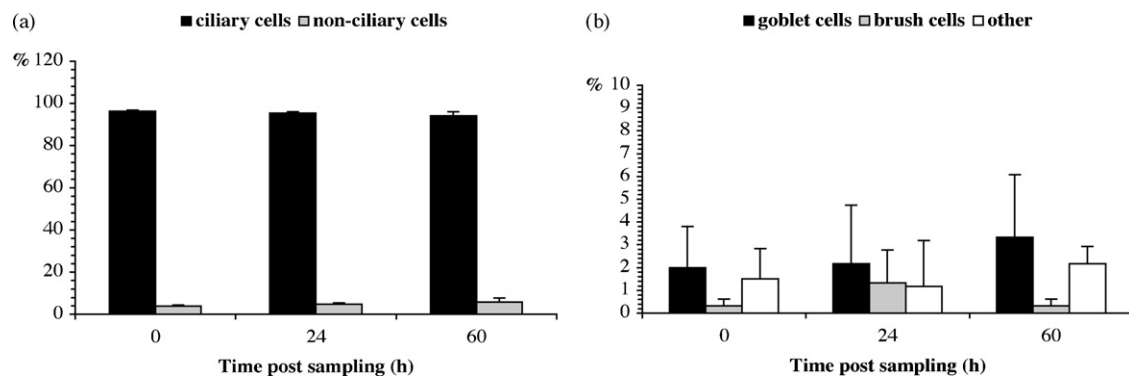 (a)
ciliary cells non-ciliary cells
%
120
100
80
60
40
20
0
0 24 60
Time post sampling (h)
(b)
goblet cells brush cells other
%
10
9
8
7
6
5
4
3
2
1
0
0 24 60
Time post sampling (h)